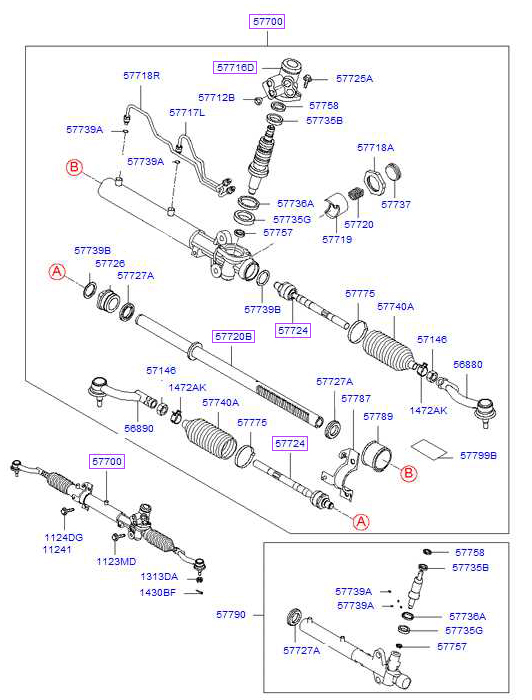 57700
57716D
57718R
57725A
57712B
57717L
57758
57739A
57735B
57718A
57739A
B
57736A
57737
57735G
57720
57757
57719
57739B
57726
A
57727A
57775
57740A
57739B
57724
57720B
57146
56880
57146
57727A
1472AK
57740A
57787
1472AK
56890
57775
57789
57724
57799B
57700
B
A
1124DG
11241
1123MD
57758
57735B
1313DA
57739A
1430BF
57739A
57790
57736A
57735G
57727A
57757